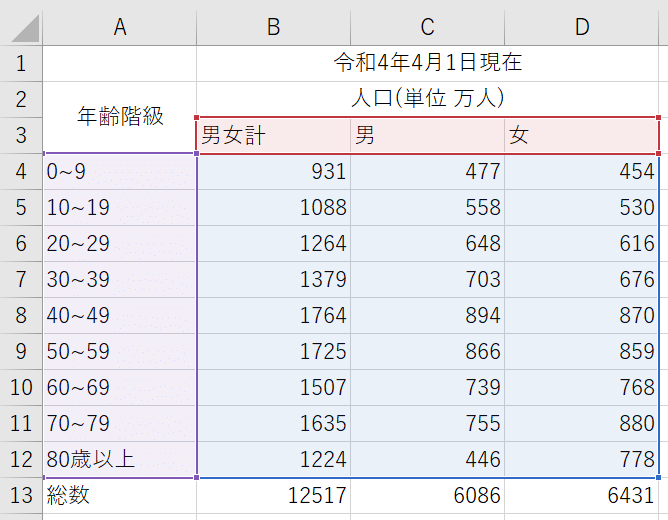 A B C D
1 令和4年4月1日現在
2 年齢階級 人口(単位 万人)
3 男女計 男 女
4 0~9 931 477 454
5 10~19 1088 558 530
6 20~29 1264 648 616
7 30~39 1379 703 676
8 40~49 1764 894 870
9 50~59 1725 866 859
10 60~69 1507 739 768
11 70~79 1635 755 880
12 80歳以上 1224 446 778
13 総数 12517 6086 6431